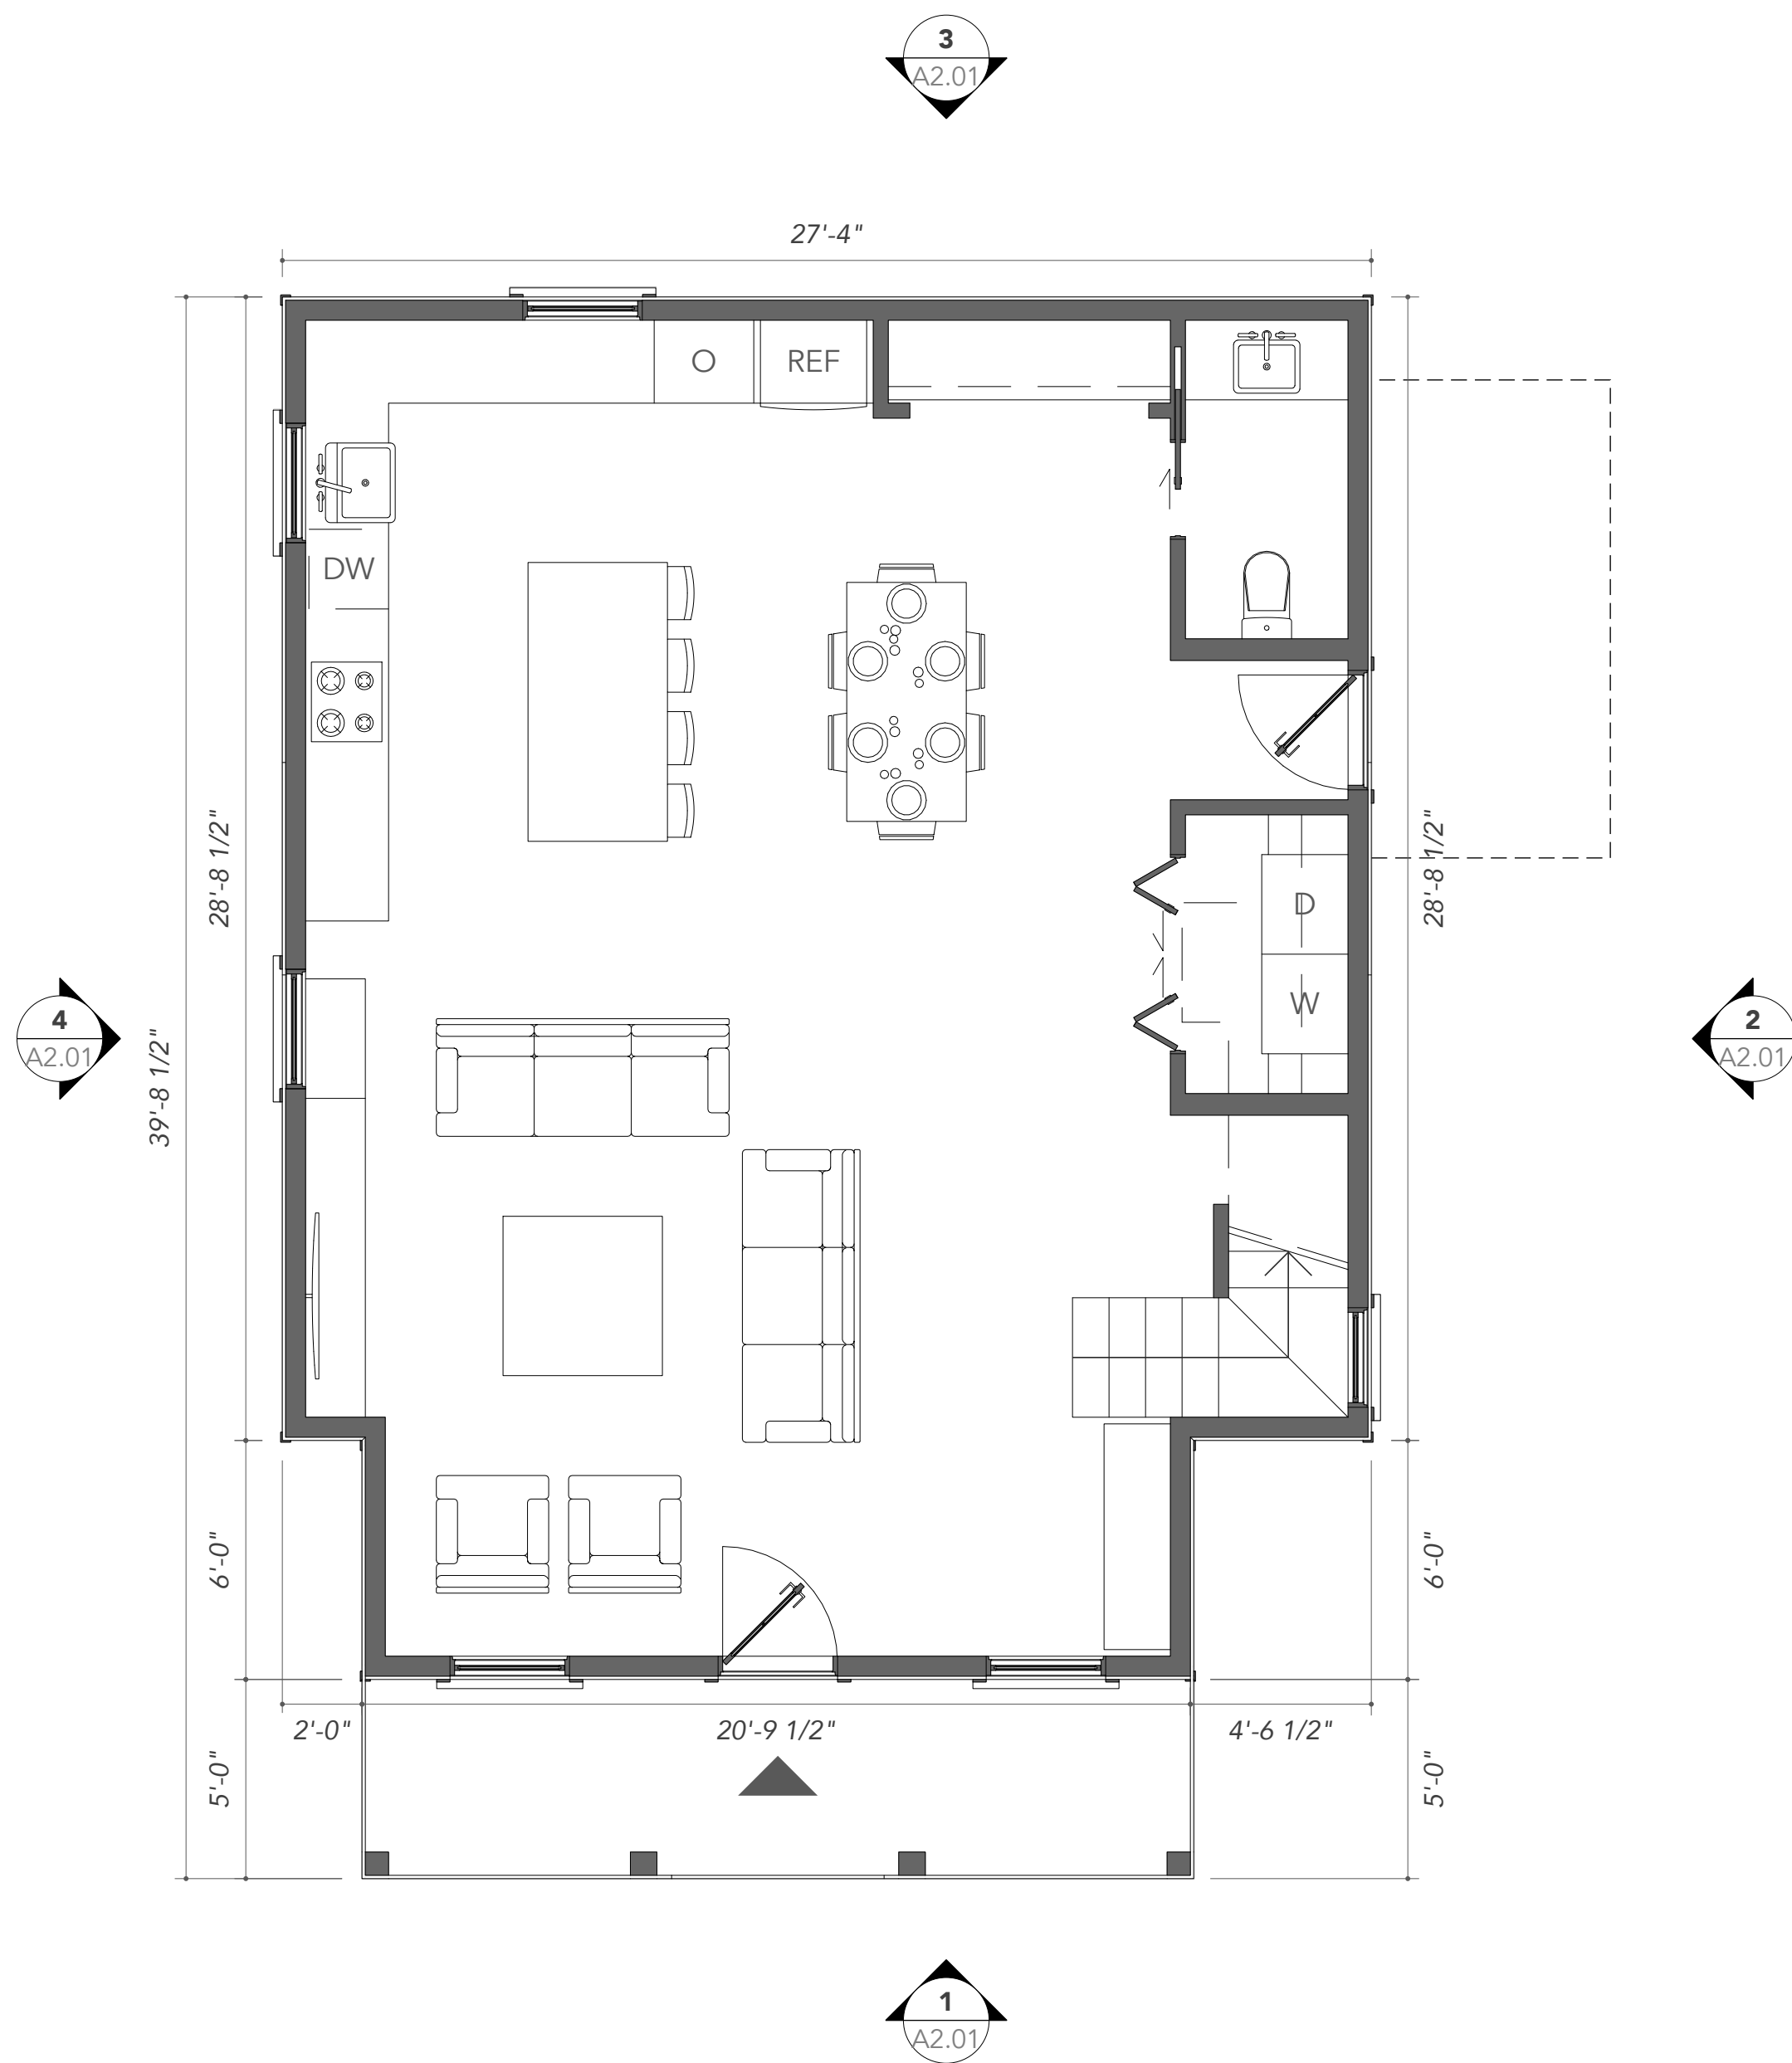 3
A2.01
27'-4"
O
REF
DW
28'-8 1/2"
28'-8 1/2"
D
W
4
A2.01
39'-8 1/2"
2
A2.01
6'-0"
6'-0"
2'-0"
20'-9 1/2"
4'-6 1/2"
5'-0"
5'-0"
1
A2.01